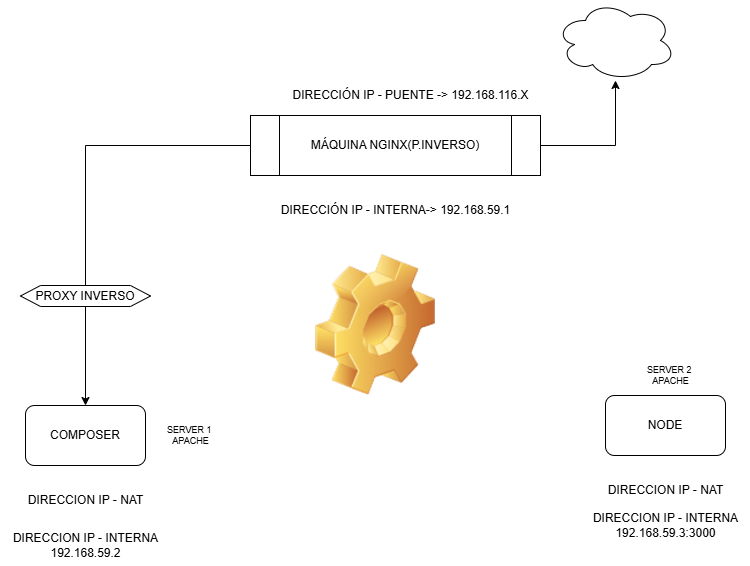 DIRECCIÓN IP - PUENTE -> 192.168.116.X
MÁQUINA NGINX(P.INVERSO)
DIRECCIÓN IP - INTERNA-> 192.168.59.1
PROXY INVERSO
SERVER 2
APACHE
COMPOSER
SERVER 1
APACHE
NODE
DIRECCION IP - NAT
DIRECCION IP - INTERNA
192.168.59.2
DIRECCION IP - NAT
DIRECCION IP - INTERNA
192.168.59.3:3000